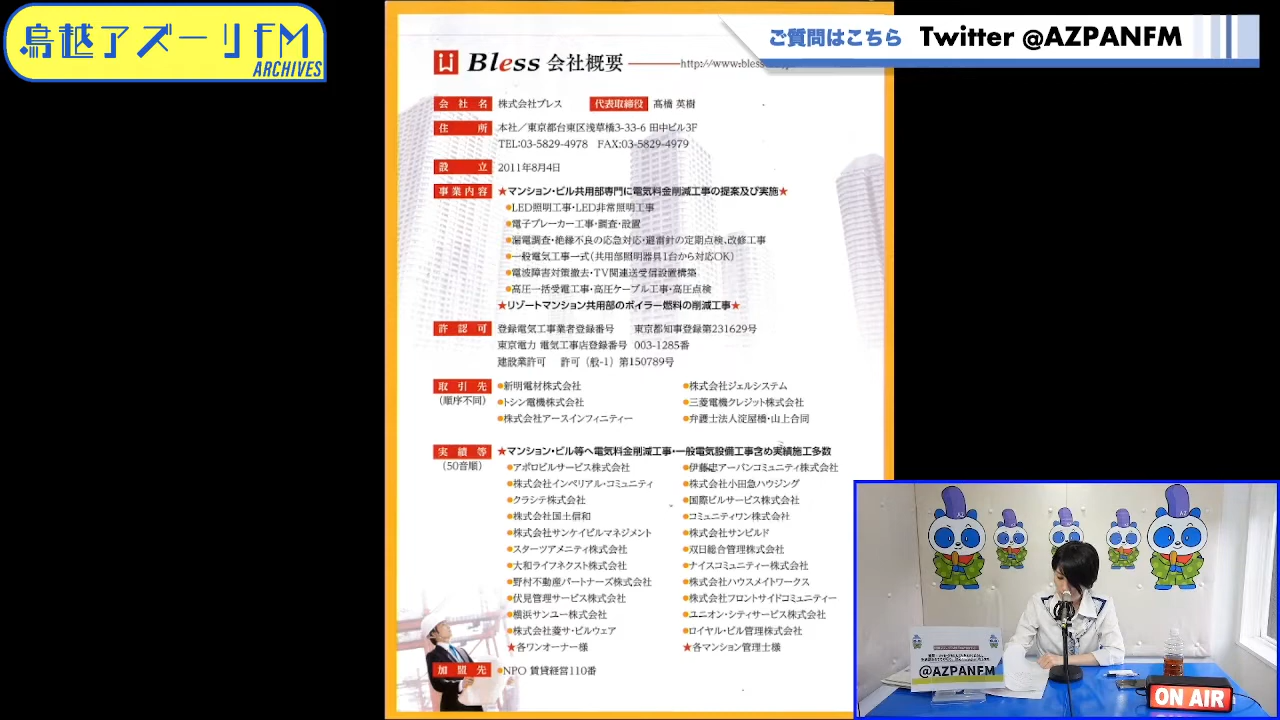 鳥越アズーリFM
ARCHIVES
ご質問はこちら Twitter @AZPANFM
Bless 会社概要 http://www.bless
会社名 株式会社ブレス 代表取締役 髙橋 英樹
住所 本社／東京都台東区浅草橋3-33-6 田中ビル3F
TEL:03-5829-4978 FAX:03-5829-4979
設立 2011年8月4日
事業内容 ★マンション・ビル共用部専門に電気料金削減工事の提案及び実施★
●LED照明工事・LED非常照明工事
●電子ブレーカー工事・調査・設置
●漏電調査・絶縁不良の応急対応・避雷針の定期点検、改修工事
●一般電気工事一式（共用部照明器具1台から対応OK）
●電波障害対策撤去・TV関連送受信設置構築
●高圧一括受電工事・高圧ケーブル工事・高圧点検
★リゾートマンション共用部のボイラー燃料の削減工事★
許認可 登録電気工事業者登録番号 東京都知事登録第231629号
東京電力 電気工事店登録番号 003-1285番
建設業許可 許可（般-1）第150789号
取引先 ●新明電材株式会社 ●株式会社ジェルシステム
（順序不同） ●トシン電機株式会社 ●三菱電機クレジット株式会社
●株式会社アースインフィニティー ●弁護士法人淀屋橋・山上合同
実績等 ★マンション・ビル等へ電気料金削減工事・一般電気設備工事含め実績施工多数
（50音順） ●アポロビルサービス株式会社 ●伊藤忠アーバンコミュニティ株式会社
●株式会社インペリアル・コミュニティ ●株式会社小田急ハウジング
●クラシテ株式会社 ●国際ビルサービス株式会社
●株式会社国土信和 ●コミュニティワン株式会社
●株式会社サンケイビルマネジメント ●株式会社サンビルド
●スターツアメニティ株式会社 ●双日総合管理株式会社
●大和ライフネクスト株式会社 ●ナイスコミュニティー株式会社
●野村不動産パートナーズ株式会社 ●株式会社ハウスメイトワークス
●伏見管理サービス株式会社 ●株式会社フロントサイドコミュニティー
●横浜サンユー株式会社 ●ユニオン・シティサービス株式会社
●株式会社菱サ・ビルウェア ●ロイヤル・ビル管理株式会社
★各ワンオーナー様 ★各マンション管理士様
加盟先 ●NPO 賃貸経営110番
@AZPANFM
ON AIR